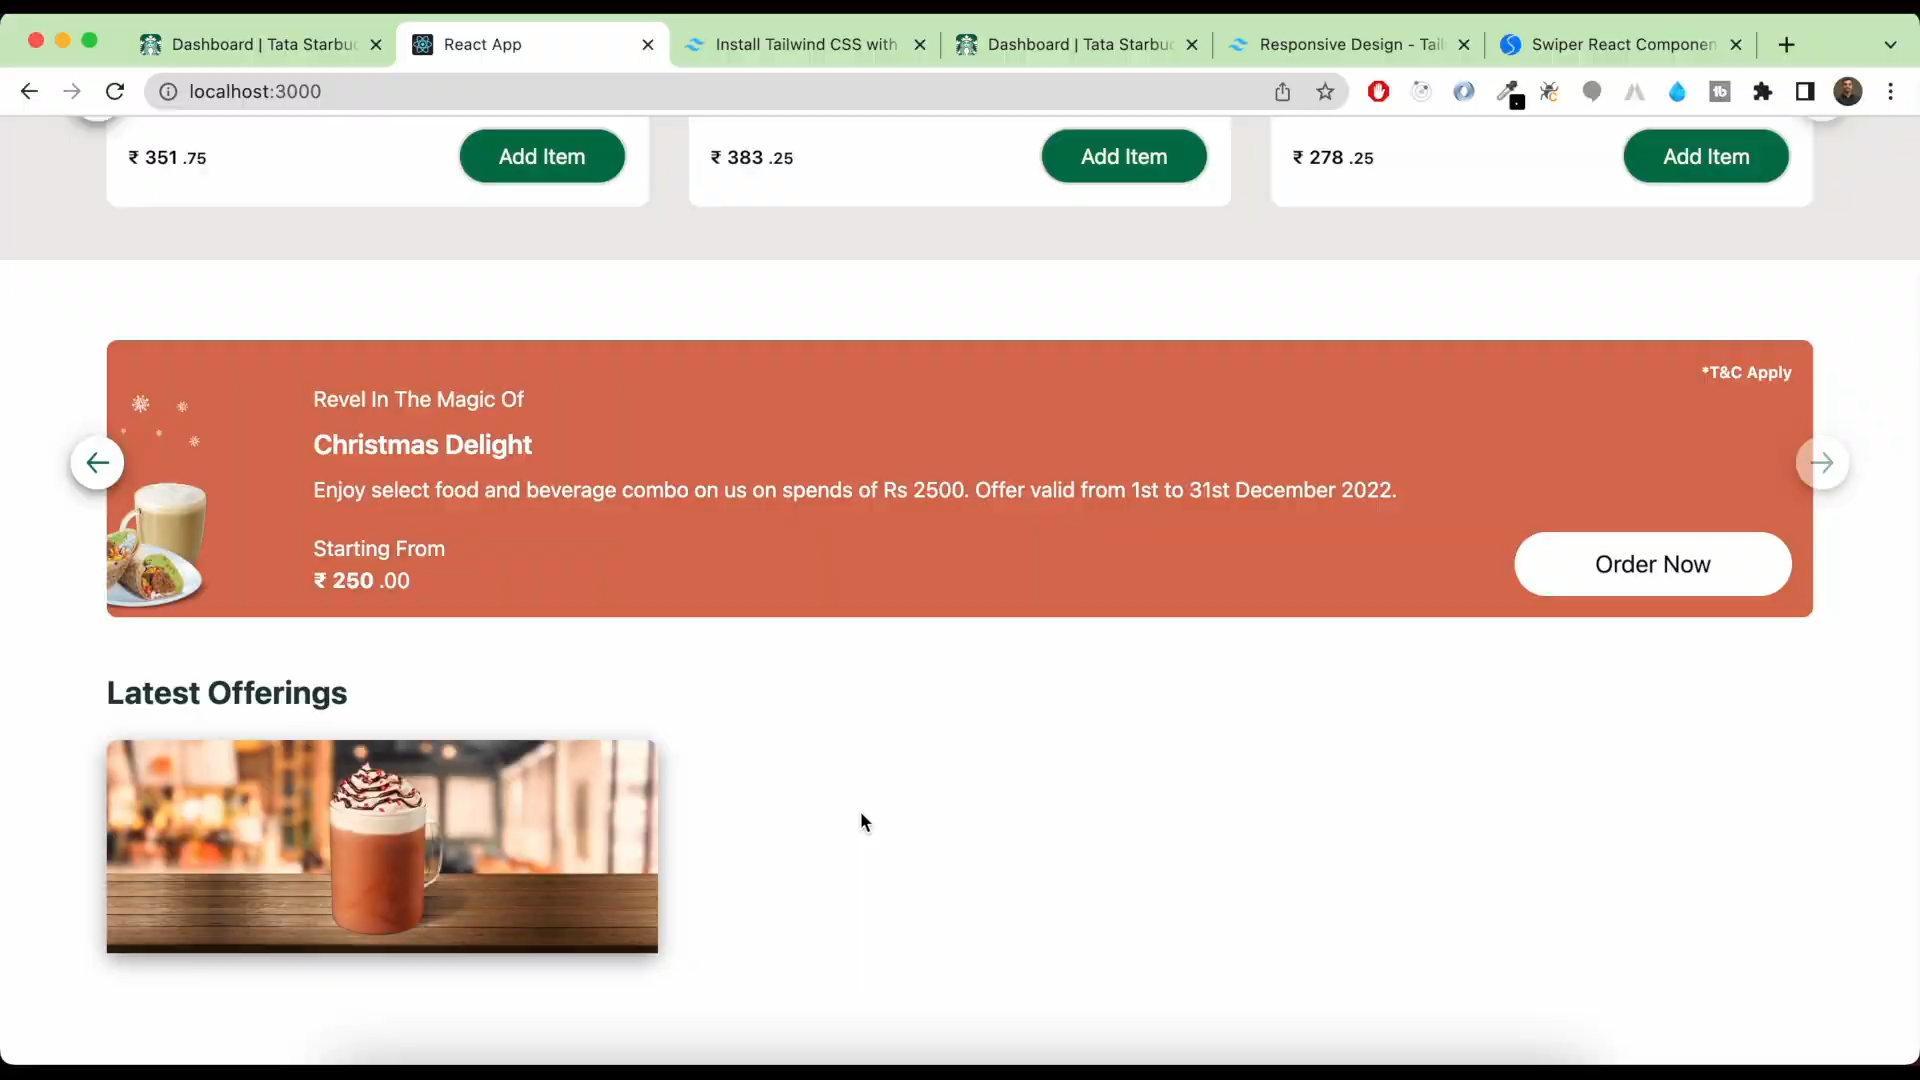 Dashboard | Tata Starbuc
React App
Install Tailwind CSS with
Dashboard | Tata Starbuc
Responsive Design - Tail
Swiper React Componen
localhost:3000
tb
₹ 351 .75
Add Item
₹ 383 .25
Add Item
₹ 278 .25
Add Item
*T&C Apply
Revel In The Magic Of
Christmas Delight
Enjoy select food and beverage combo on us on spends of Rs 2500. Offer valid from 1st to 31st December 2022.
Starting From
₹ 250 .00
Order Now
Latest Offerings